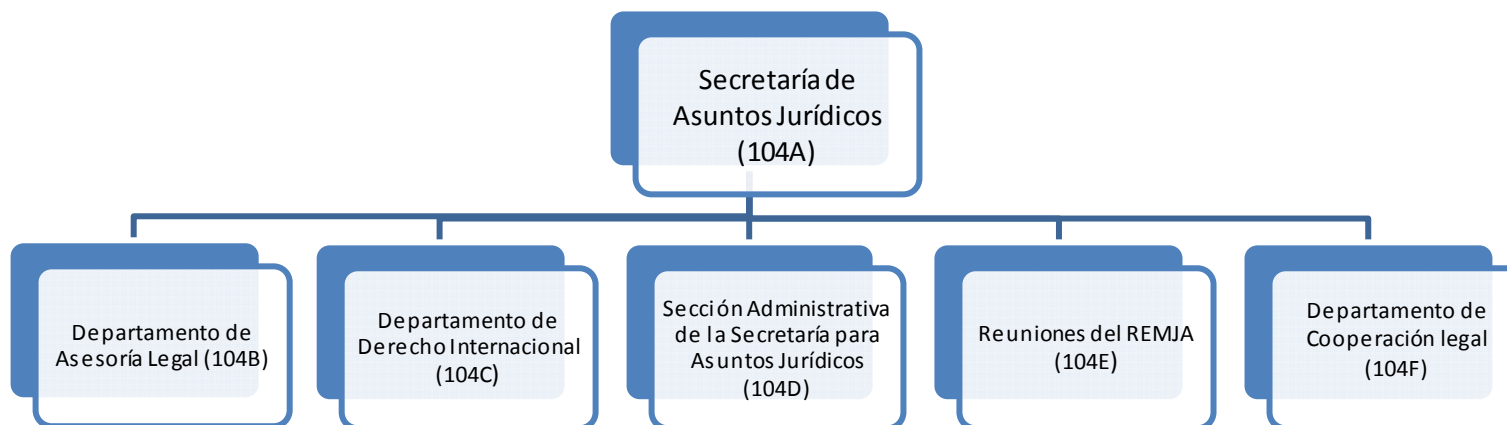 Secretaría de
Asuntos Jurídicos
(104A)
Departamento de
Asesoría Legal (104B)
Departamento de
Derecho Internacional
(104C)
Sección Administrativa
de la Secretaría para
Asuntos Jurídicos
(104D)
Reuniones del REMJA
(104E)
Departamento de
Cooperación legal
(104F)